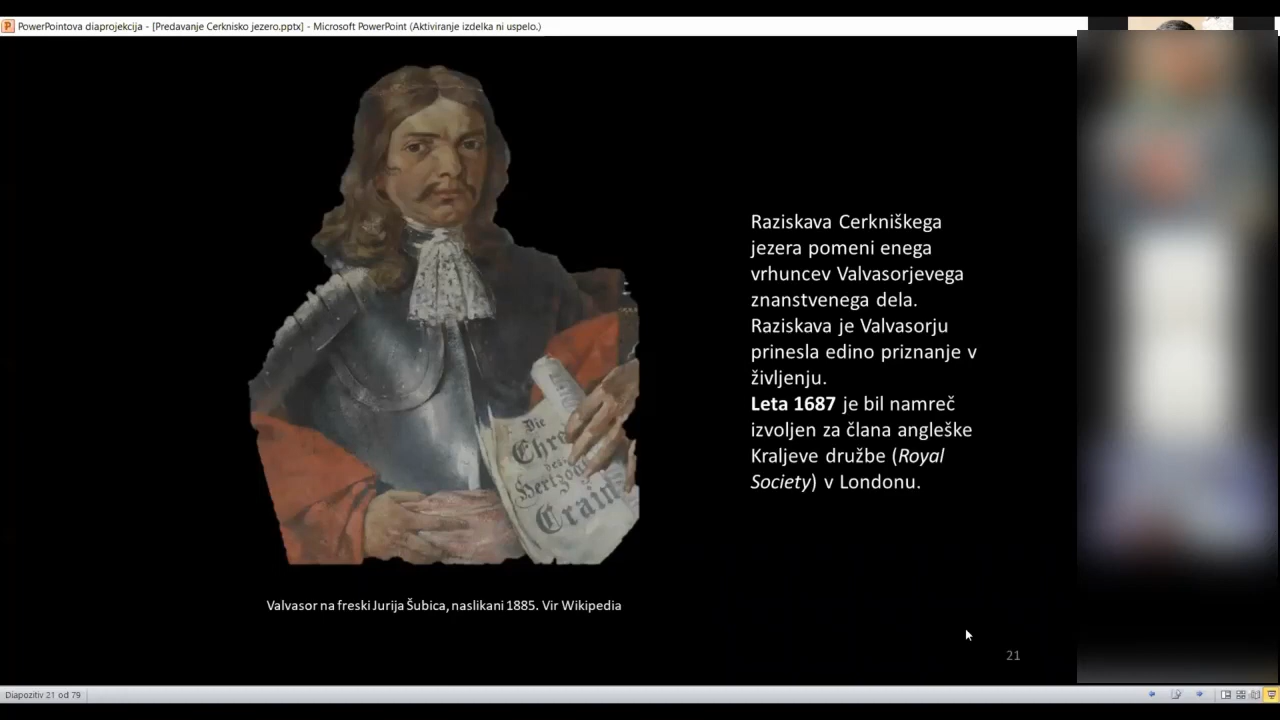 PowerPointova diaprojekcija - [Predavanje Cerknisko jezero.pptx] - Microsoft PowerPoint (Aktiviranje izdelka ni uspelo.)
Raziskava Cerkniškega
jezera pomeni enega
vrhuncev Valvasorjevega
znanstvenega dela.
Raziskava je Valvasorju
prinesla edino priznanje v
življenju.
Leta 1687 je bil namreč
izvoljen za člana angleške
Kraljeve družbe (Royal
Society) v Londonu.
Die
des
Crain
Valvasor na freski Jurija Šubica, naslikani 1885. Vir Wikipedia
21
Diapozitiv 21 od 79